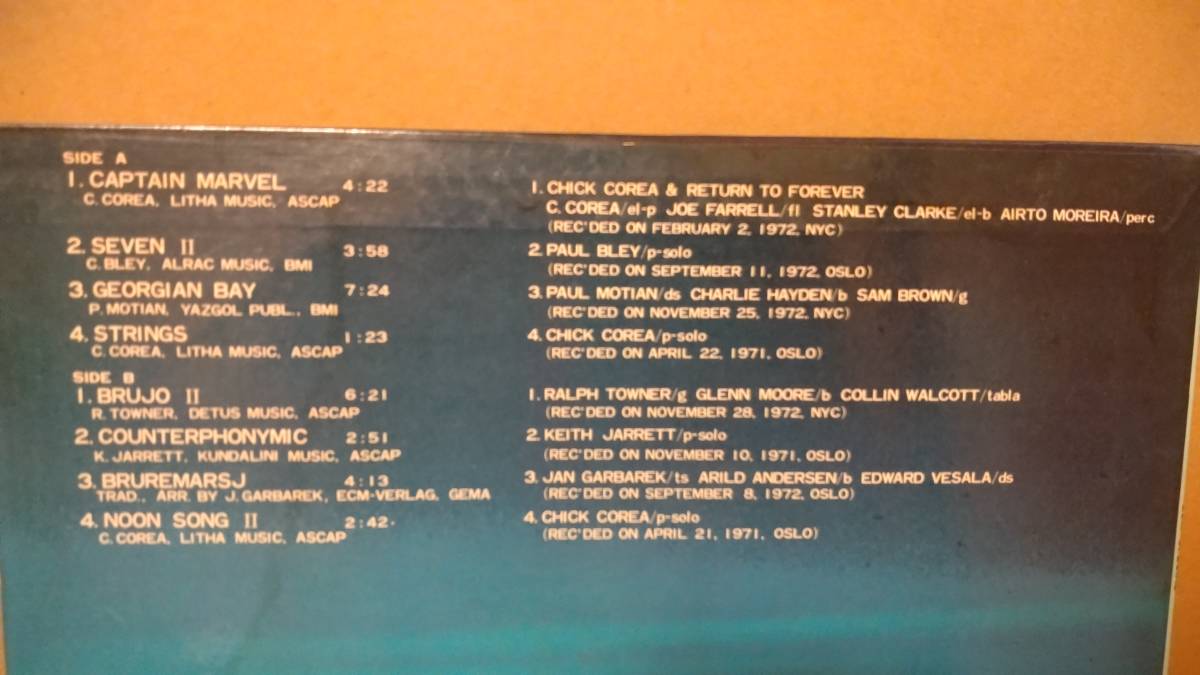 SIDE A
1. CAPTAIN MARVEL 4:22
C. COREA, LITHA MUSIC, ASCAP
2. SEVEN II 3:58
C. BLEY, ALRAC MUSIC, BMI
3. GEORGIAN BAY 7:24
P. MOTIAN, YAZGOL PUBL., BMI
4. STRINGS 1:23
C. COREA, LITHA MUSIC, ASCAP
SIDE B
1. BRUJO II 6:21
R. TOWNER, DETUS MUSIC, ASCAP
2. COUNTERPHONYMIC 2:51
K. JARRETT, KUNDALINI MUSIC, ASCAP
3. BRUREMARSJ 4:13
TRAD., ARR. BY J. GARBAREK, ECM-VERLAG, GEMA
4. NOON SONG II 2:42
C. COREA, LITHA MUSIC, ASCAP
1. CHICK COREA & RETURN TO FOREVER
C. COREA/el-p JOE FARRELL/fl STANLEY CLARKE/el-b AIRTO MOREIRA/perc
(REC'DED ON FEBRUARY 2, 1972, NYC)
2. PAUL BLEY/p-solo
(REC'DED ON SEPTEMBER 11, 1972, OSLO)
3. PAUL MOTIAN/ds CHARLIE HAYDEN/b SAM BROWN/g
(REC'DED ON NOVEMBER 25, 1972, NYC)
4. CHICK COREA/p-solo
(REC'DED ON APRIL 22, 1971, OSLO)
1. RALPH TOWNER/g GLENN MOORE/b COLLIN WALCOTT/tabla
(REC'DED ON NOVEMBER 28, 1972, NYC)
2. KEITH JARRETT/p-solo
(REC'DED ON NOVEMBER 10, 1971, OSLO)
3. JAN GARBAREK/ts ARILD ANDERSEN/b EDWARD VESALA/ds
(REC'DED ON SEPTEMBER 8, 1972, OSLO)
4. CHICK COREA/p-solo
(REC'DED ON APRIL 21, 1971, OSLO)